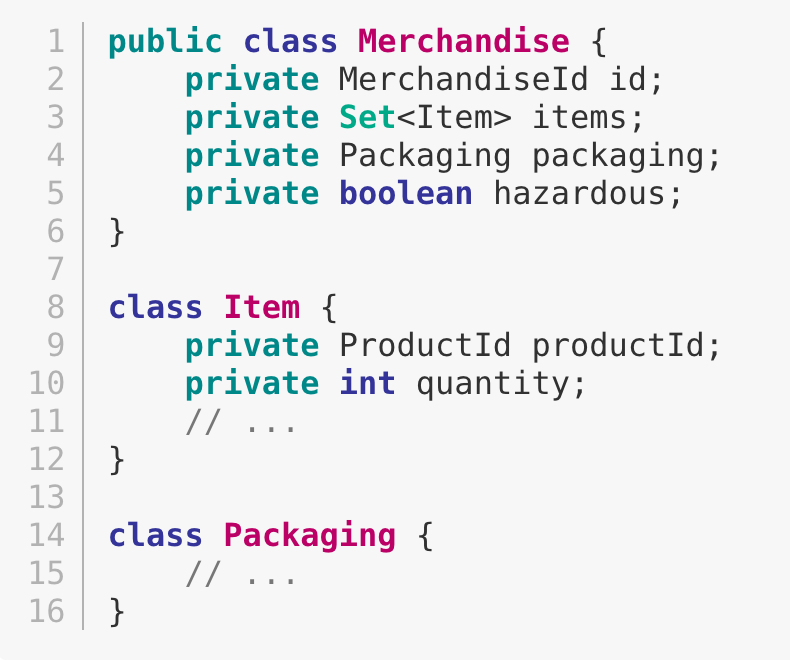 1 public class Merchandise {
2     private MerchandiseId id;
3     private Set<Item> items;
4     private Packaging packaging;
5     private boolean hazardous;
6 }
7
8 class Item {
9     private ProductId productId;
10     private int quantity;
11     // ...
12 }
13
14 class Packaging {
15     // ...
16 }